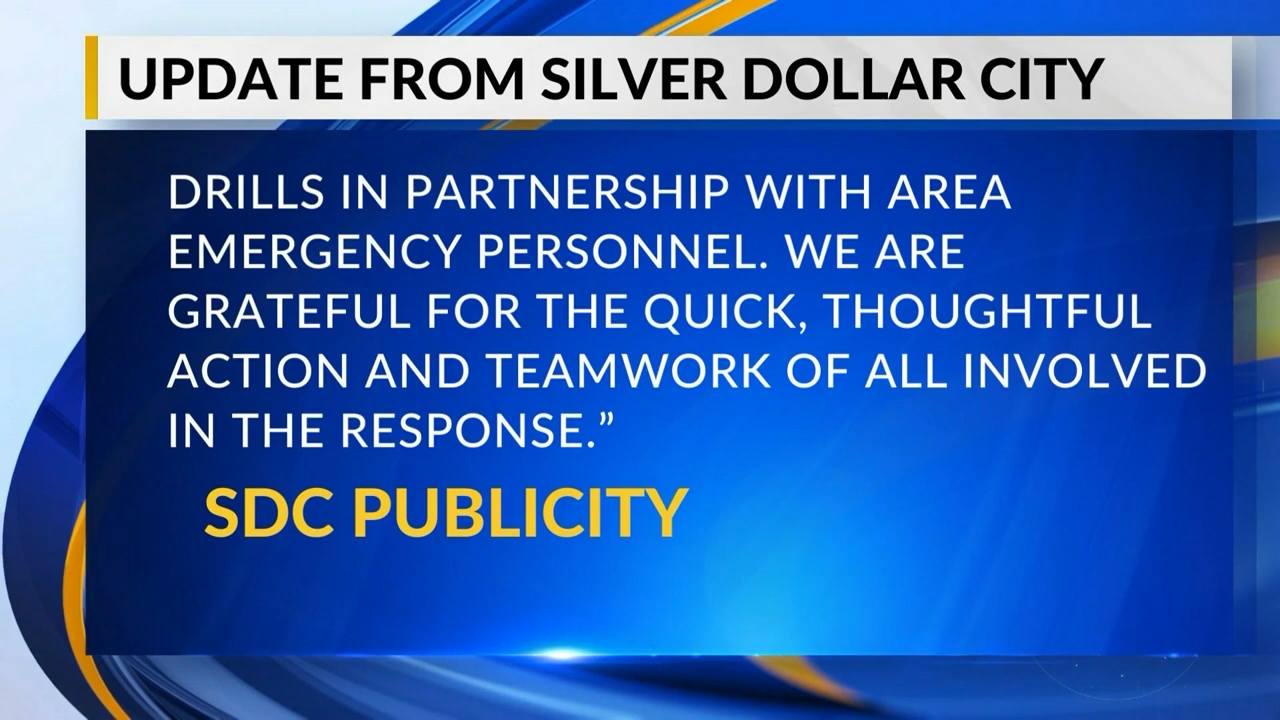 UPDATE FROM SILVER DOLLAR CITY
DRILLS IN PARTNERSHIP WITH AREA
EMERGENCY PERSONNEL. WE ARE
GRATEFUL FOR THE QUICK, THOUGHTFUL
ACTION AND TEAMWORK OF ALL INVOLVED
IN THE RESPONSE.”
SDC PUBLICITY